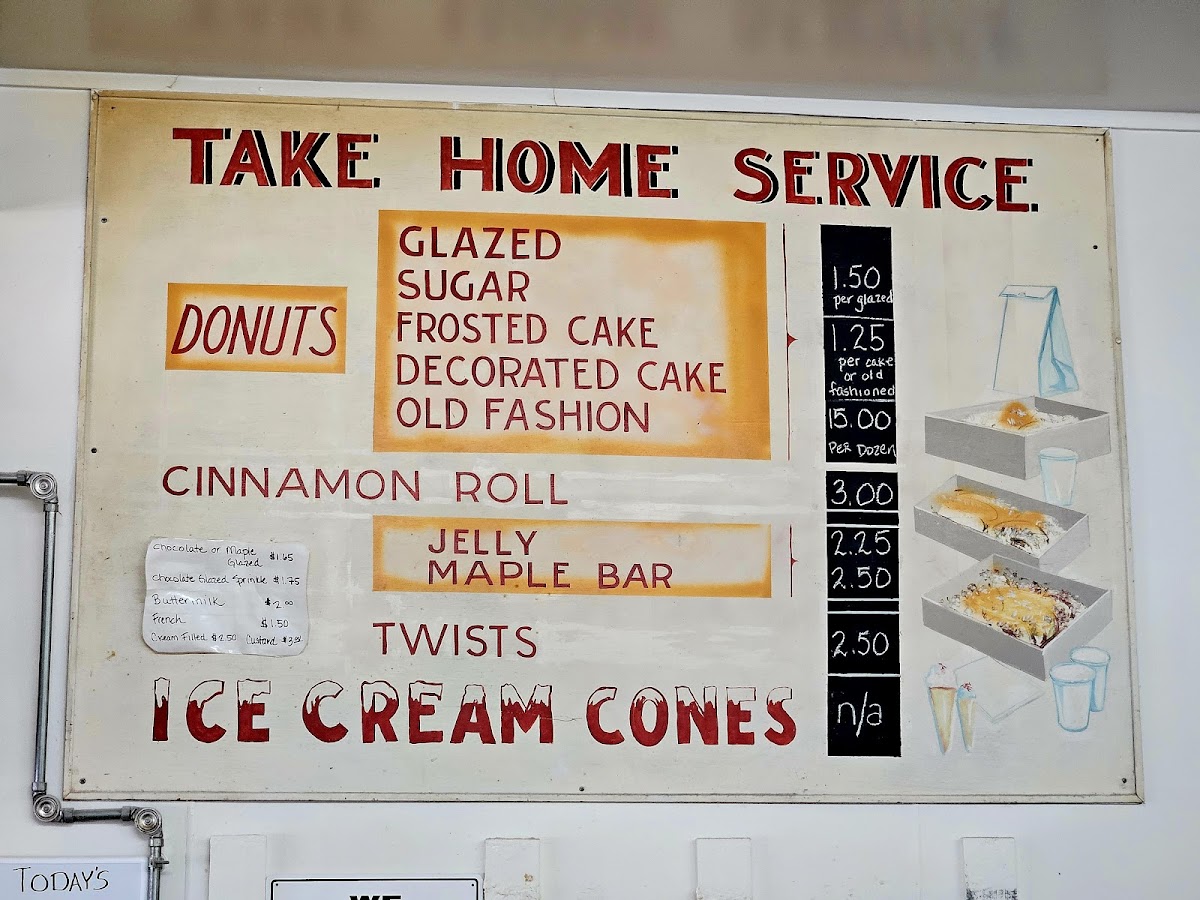 TAKE HOME SERVICE
DONUTS
GLAZED
SUGAR
FROSTED CAKE
DECORATED CAKE
OLD FASHION
1.50
per glazed
1.25
per cake
or old
fashioned
15.00
PER DOZEN
CINNAMON ROLL
3.00
JELLY
2.25
MAPLE BAR
2.50
TWISTS
2.50
ICE CREAM CONES
n/a
Chocolate or Maple
Glazed $1.65
Chocolate Glazed Sprinkle $1.75
Buttermilk $2.00
French $1.50
Cream Filled $2.50 Custard
TODAY'S
WE